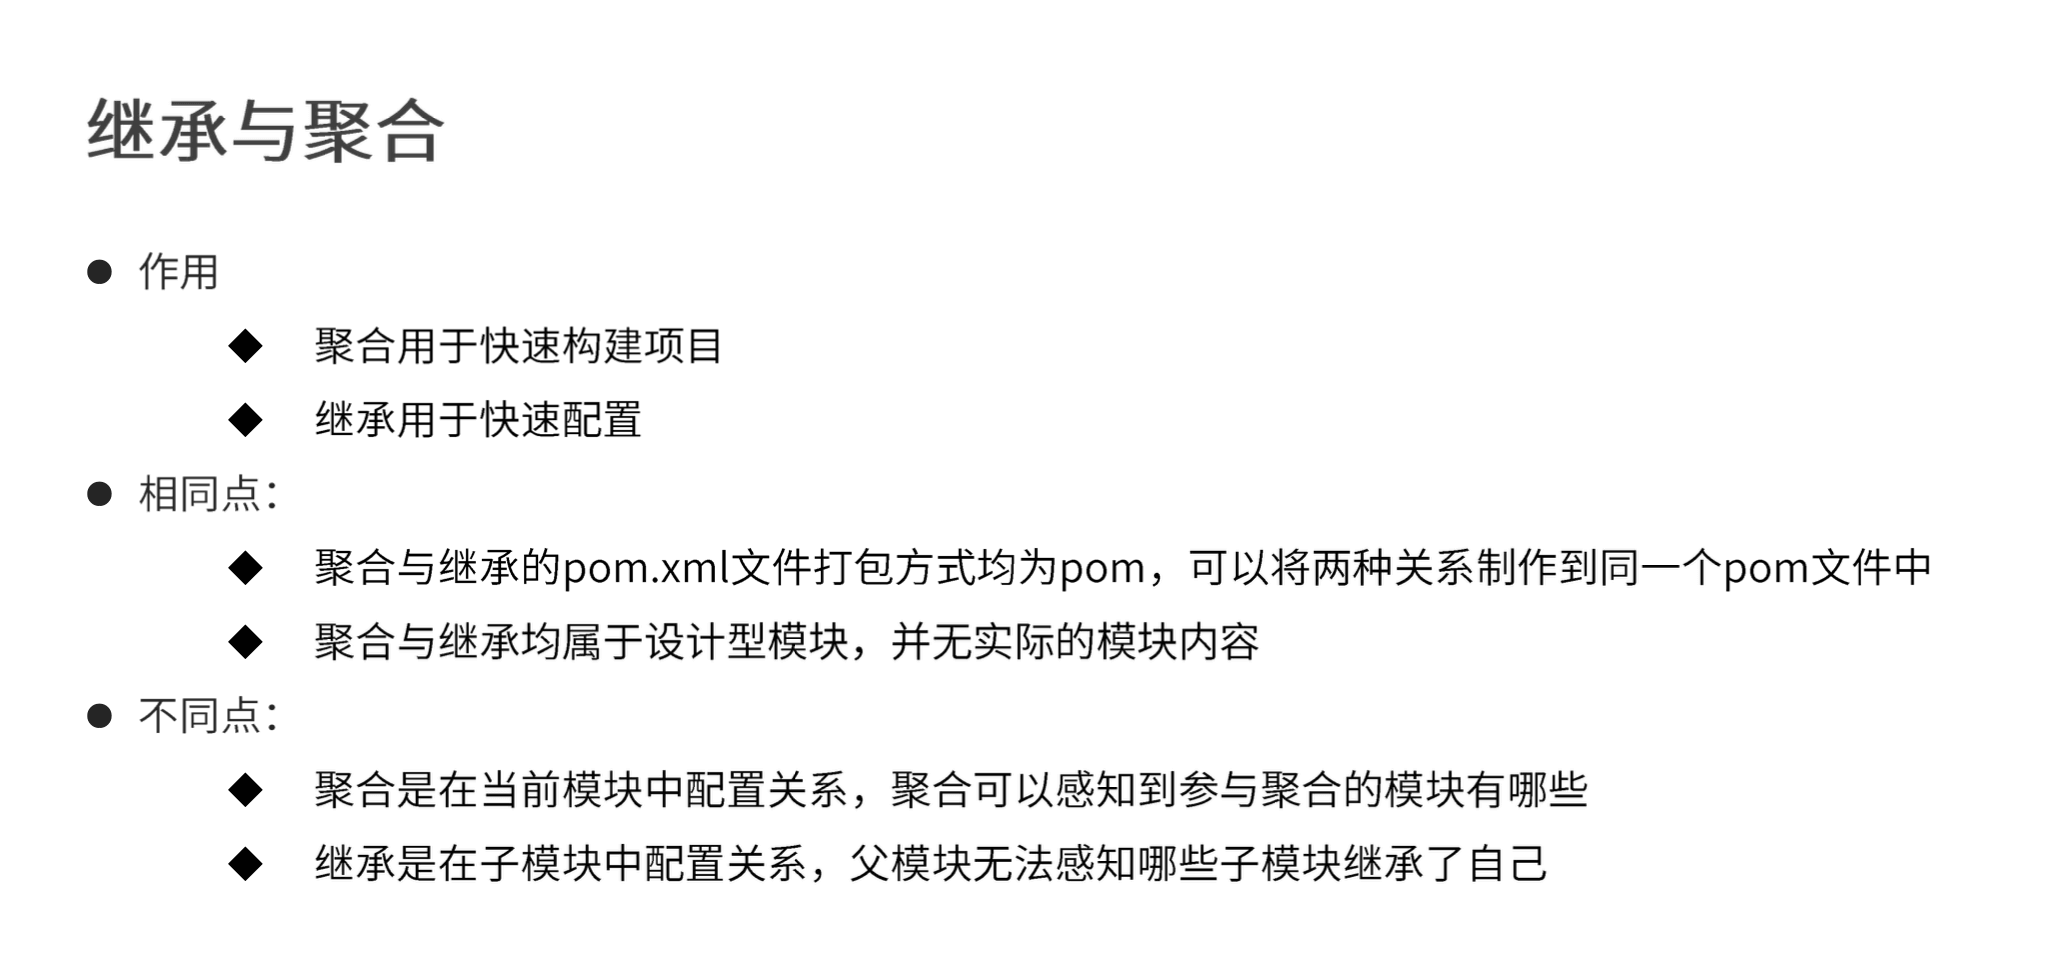 继承与聚合
● 作用
◆ 聚合用于快速构建项目
◆ 继承用于快速配置
● 相同点：
◆ 聚合与继承的pom.xml文件打包方式均为pom，可以将两种关系制作到同一个pom文件中
◆ 聚合与继承均属于设计型模块，并无实际的模块内容
● 不同点：
◆ 聚合是在当前模块中配置关系，聚合可以感知到参与聚合的模块有哪些
◆ 继承是在子模块中配置关系，父模块无法感知哪些子模块继承了自己